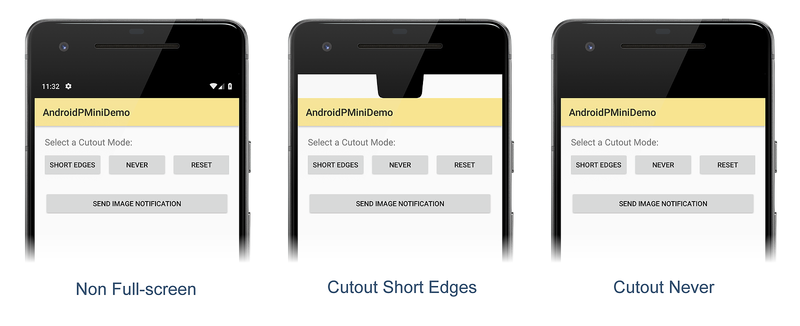 11:32
AndroidPMiniDemo
Select a Cutout Mode:
SHORT EDGES NEVER RESET
SEND IMAGE NOTIFICATION
Non Full-screen
AndroidPMiniDemo
Select a Cutout Mode:
SHORT EDGES NEVER RESET
SEND IMAGE NOTIFICATION
Cutout Short Edges
AndroidPMiniDemo
Select a Cutout Mode:
SHORT EDGES NEVER RESET
SEND IMAGE NOTIFICATION
Cutout Never